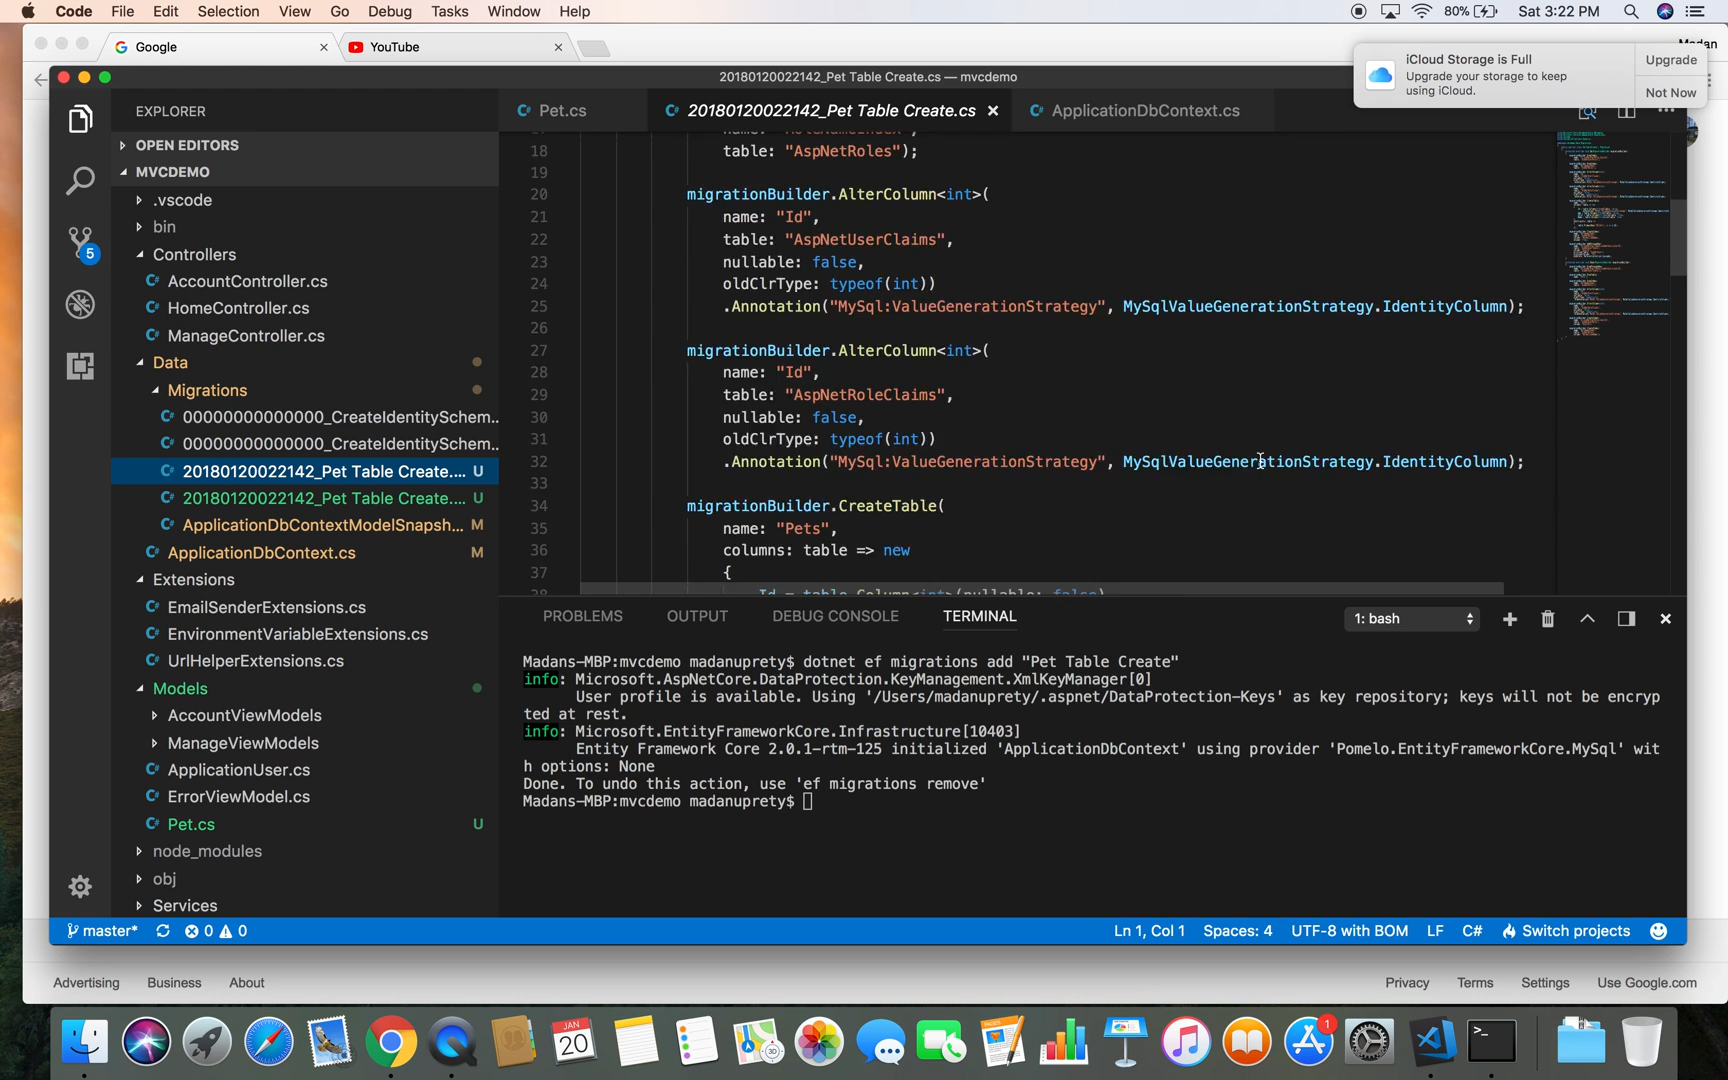 Code File Edit Selection View Go Debug Tasks Window Help 80% Sat 3:22 PM
Google YouTube
20180120022142_Pet Table Create.cs — mvcdemo
iCloud Storage is Full
Upgrade your storage to keep
using iCloud.
Upgrade
Not Now
EXPLORER
OPEN EDITORS
MVCDEMO
.vscode
bin
Controllers
AccountController.cs
HomeController.cs
ManageController.cs
Data
Migrations
00000000000000_CreateIdentitySchem...
00000000000000_CreateIdentitySchem...
20180120022142_Pet Table Create.... U
20180120022142_Pet Table Create.... U
ApplicationDbContextModelSnapsh... M
ApplicationDbContext.cs M
Extensions
EmailSenderExtensions.cs
EnvironmentVariableExtensions.cs
UrlHelperExtensions.cs
Models
AccountViewModels
ManageViewModels
ApplicationUser.cs
ErrorViewModel.cs
Pet.cs U
node_modules
obj
Services
5
Pet.cs 20180120022142_Pet Table Create.cs ApplicationDbContext.cs
18 table: "AspNetRoles");
19
20 migrationBuilder.AlterColumn<int>(
21 name: "Id",
22 table: "AspNetUserClaims",
23 nullable: false,
24 oldClrType: typeof(int))
25 .Annotation("MySql:ValueGenerationStrategy", MySqlValueGenerationStrategy.IdentityColumn);
26
27 migrationBuilder.AlterColumn<int>(
28 name: "Id",
29 table: "AspNetRoleClaims",
30 nullable: false,
31 oldClrType: typeof(int))
32 .Annotation("MySql:ValueGenerationStrategy", MySqlValueGenerationStrategy.IdentityColumn);
33
34 migrationBuilder.CreateTable(
35 name: "Pets",
36 columns: table => new
37 {
Id = table.Column<int>(nullable: false)
PROBLEMS OUTPUT DEBUG CONSOLE TERMINAL 1: bash
Madans-MBP:mvcdemo madanuprety$ dotnet ef migrations add "Pet Table Create"
info: Microsoft.AspNetCore.DataProtection.KeyManagement.XmlKeyManager[0]
User profile is available. Using '/Users/madanuprety/.aspnet/DataProtection-Keys' as key repository; keys will not be encryp
ted at rest.
info: Microsoft.EntityFrameworkCore.Infrastructure[10403]
Entity Framework Core 2.0.1-rtm-125 initialized 'ApplicationDbContext' using provider 'Pomelo.EntityFrameworkCore.MySql' wit
h options: None
Done. To undo this action, use 'ef migrations remove'
Madans-MBP:mvcdemo madanuprety$
master* 0 0 Ln 1, Col 1 Spaces: 4 UTF-8 with BOM LF C# Switch projects
Advertising Business About Privacy Terms Settings Use Google.com
JAN
20
3D
1
>_